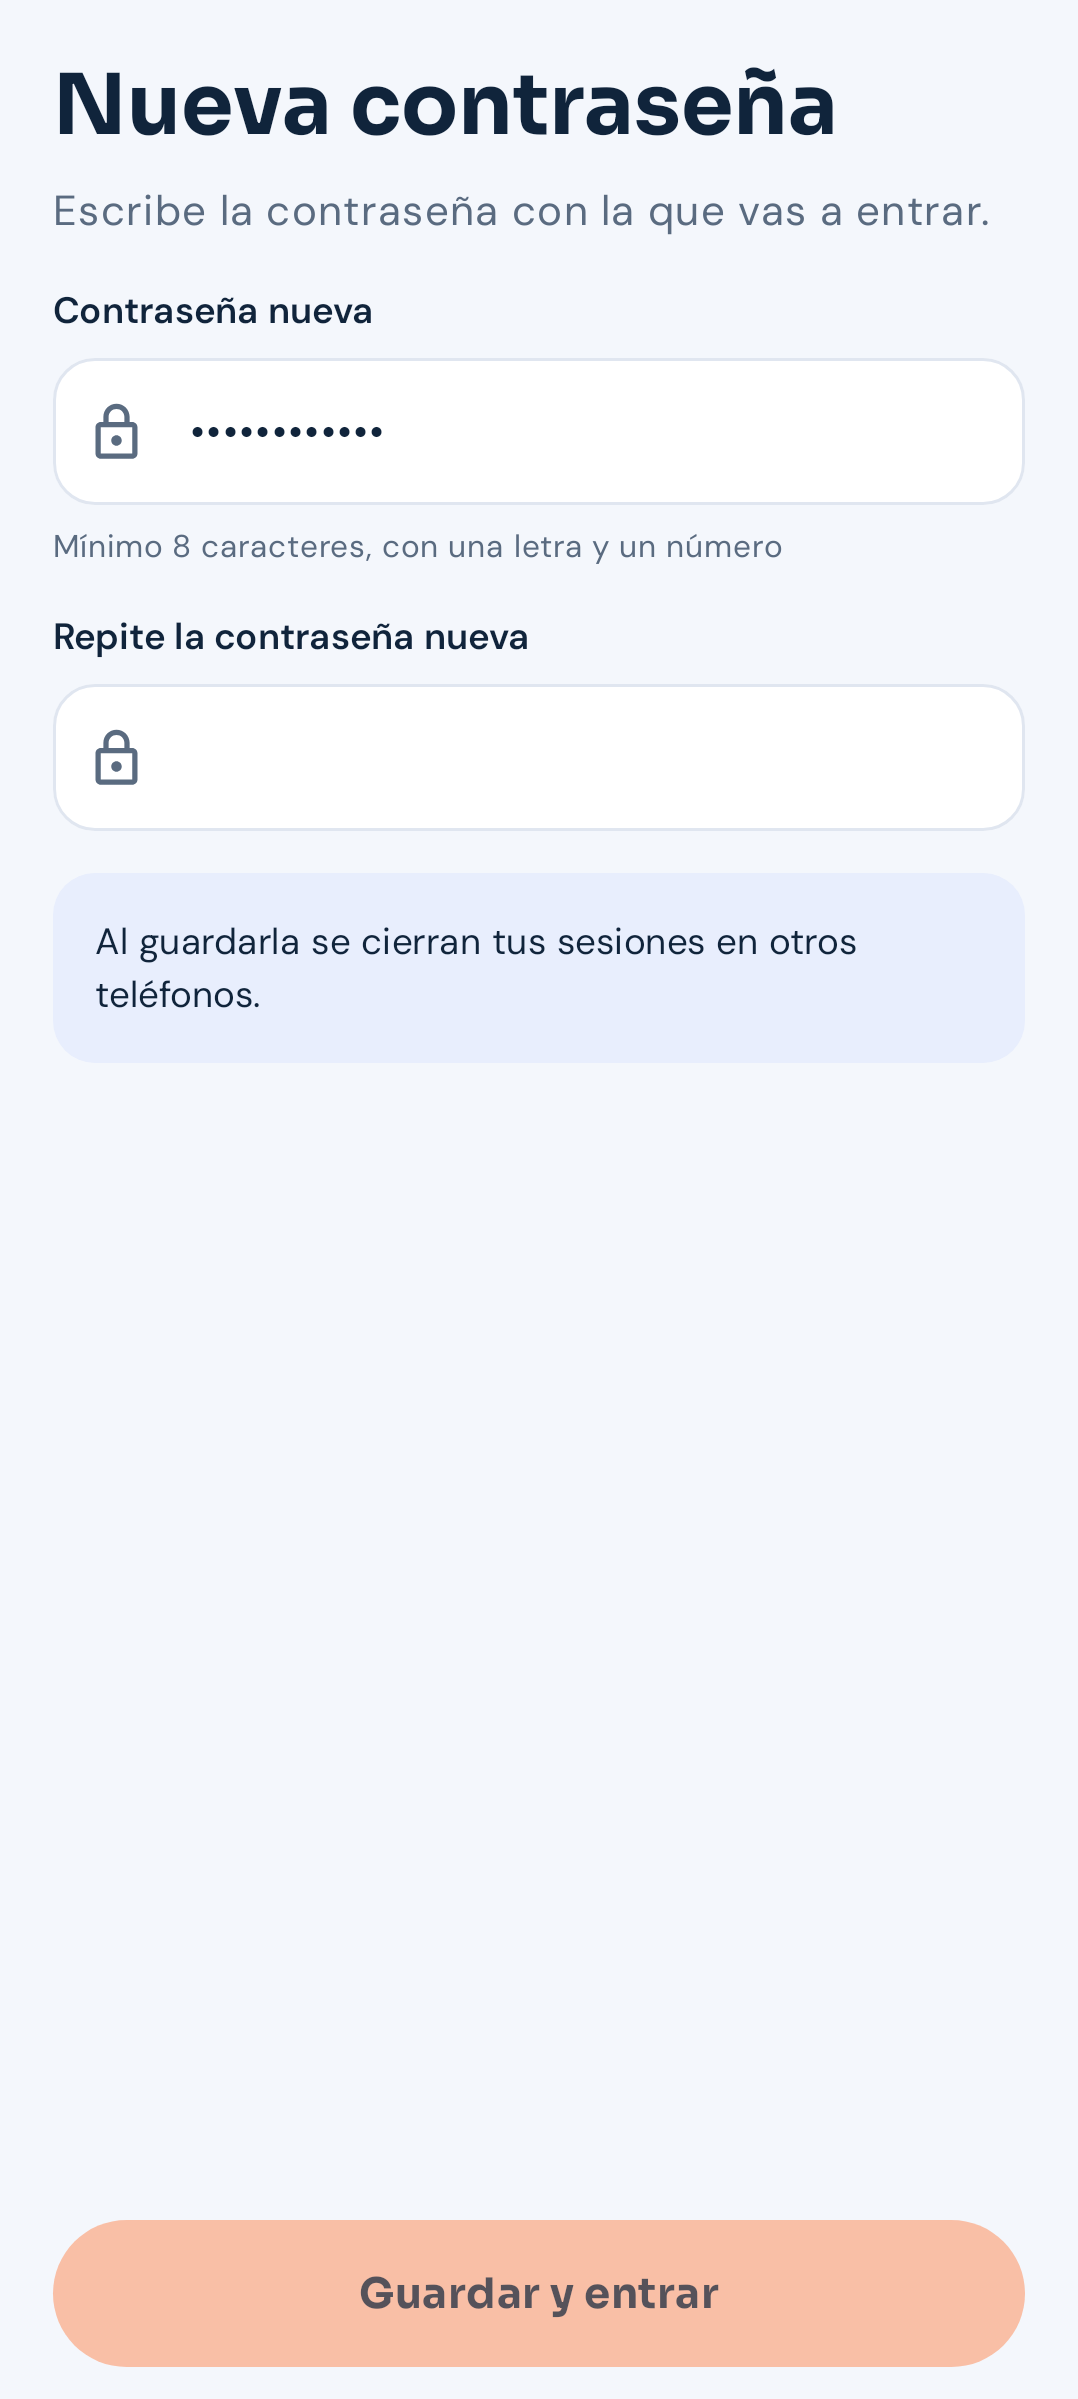 Nueva contraseña
Escribe la contraseña con la que vas a entrar.
Contraseña nueva
••••••••••••
Mínimo 8 caracteres, con una letra y un número
Repite la contraseña nueva
Al guardarla se cierran tus sesiones en otros
teléfonos.
Guardar y entrar